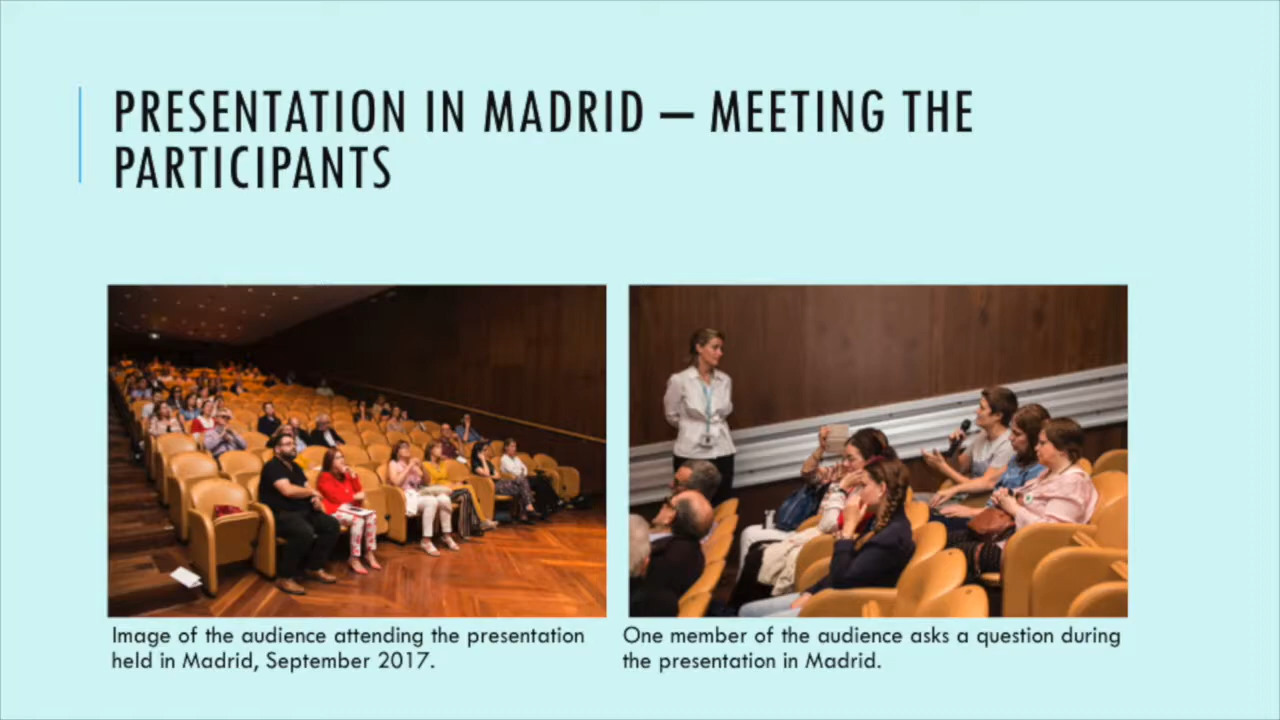 PRESENTATION IN MADRID – MEETING THE
PARTICIPANTS
Image of the audience attending the presentation
held in Madrid, September 2017.
One member of the audience asks a question during
the presentation in Madrid.